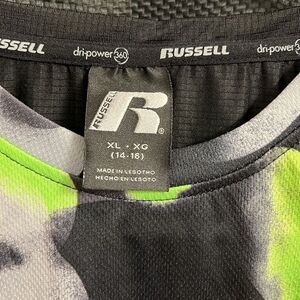 RUSSELL
dri·power 360
RUSSELL
dri·power 360
RUSSELL
R
XL • XG
(14-16)
MADE IN LESOTHO
HECHO EN LESOTO